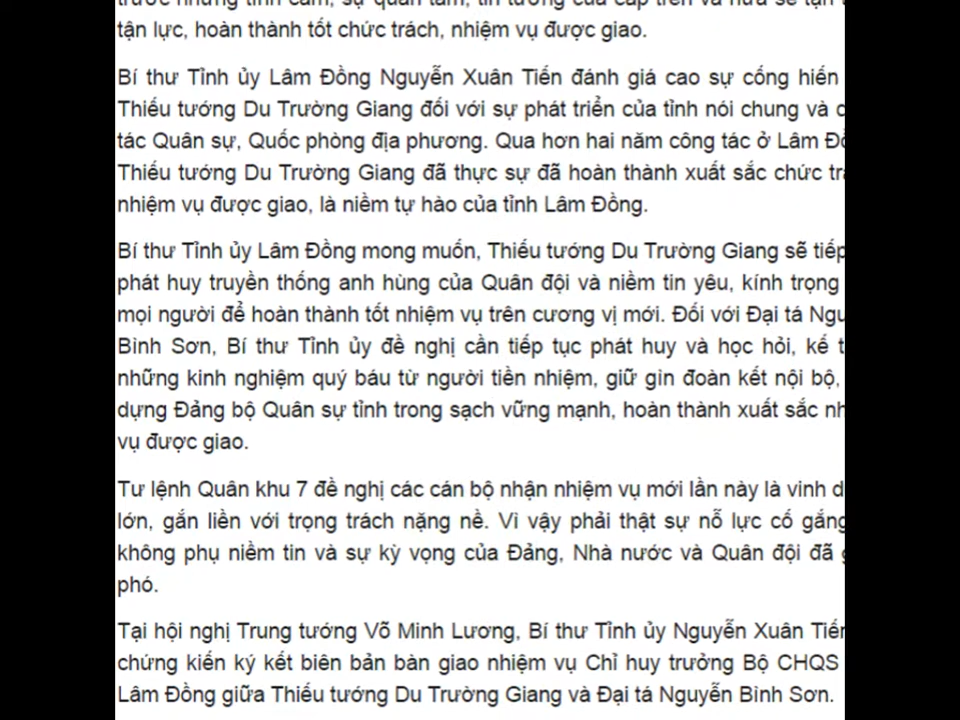 tận lực, hoàn thành tốt chức trách, nhiệm vụ được giao.
Bí thư Tỉnh ủy Lâm Đồng Nguyễn Xuân Tiến đánh giá cao sự cống hiến
Thiếu tướng Du Trường Giang đối với sự phát triển của tỉnh nói chung và
tác Quân sự, Quốc phòng địa phương. Qua hơn hai năm công tác ở Lâm
Thiếu tướng Du Trường Giang đã thực sự đã hoàn thành xuất sắc chức
nhiệm vụ được giao, là niềm tự hào của tỉnh Lâm Đồng.
Bí thư Tỉnh ủy Lâm Đồng mong muốn, Thiếu tướng Du Trường Giang sẽ tiếp
phát huy truyền thống anh hùng của Quân đội và niềm tin yêu, kính trọng
mọi người để hoàn thành tốt nhiệm vụ trên cương vị mới. Đối với Đại tá
Bình Sơn, Bí thư Tỉnh ủy đề nghị cần tiếp tục phát huy và học hỏi, kế
những kinh nghiệm quý báu từ người tiền nhiệm, giữ gìn đoàn kết nội bộ,
dựng Đảng bộ Quân sự tỉnh trong sạch vững mạnh, hoàn thành xuất sắc
vụ được giao.
Tư lệnh Quân khu 7 đề nghị các cán bộ nhận nhiệm vụ mới lần này là vinh
lớn, gắn liền với trọng trách nặng nề. Vì vậy phải thật sự nỗ lực cố gắng
không phụ niềm tin và sự kỳ vọng của Đảng, Nhà nước và Quân đội đã
phó.
Tại hội nghị Trung tướng Võ Minh Lương, Bí thư Tỉnh ủy Nguyễn Xuân Tiến
chứng kiến ký kết biên bản bàn giao nhiệm vụ Chỉ huy trưởng Bộ CHQS
Lâm Đồng giữa Thiếu tướng Du Trường Giang và Đại tá Nguyễn Bình Sơn.